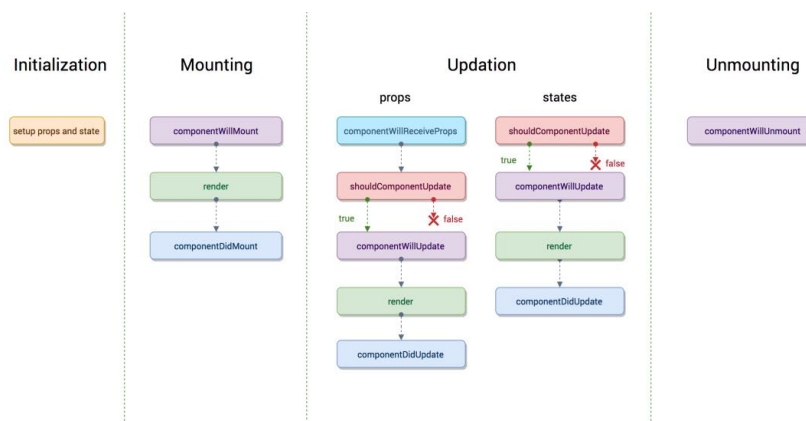 Initialization
Mounting
Updation
Unmounting
props
states
setup props and state
componentWillMount
componentWillReceiveProps
shouldComponentUpdate
componentWillUnmount
true
false
render
shouldComponentUpdate
componentWillUpdate
true
false
componentDidMount
componentWillUpdate
render
render
componentDidUpdate
componentDidUpdate